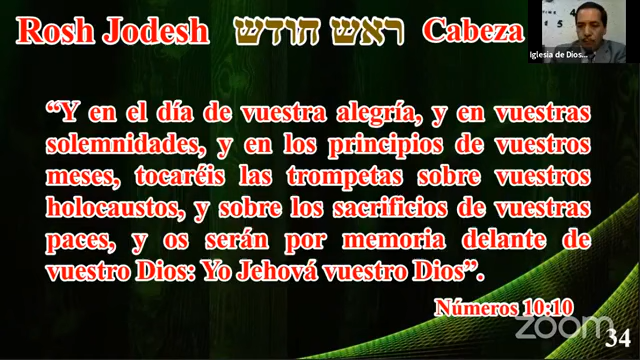 Rosh Jodesh ראש חודש Cabeza
Iglesia de Dios...
“Y en el día de vuestra alegría, y en vuestras
solemnidades, y en los principios de vuestros
meses, tocaréis las trompetas sobre vuestros
holocaustos, y sobre los sacrificios de vuestras
paces, y os serán por memoria delante de
vuestro Dios: Yo Jehová vuestro Dios”.
Números 10:10
zoom
34